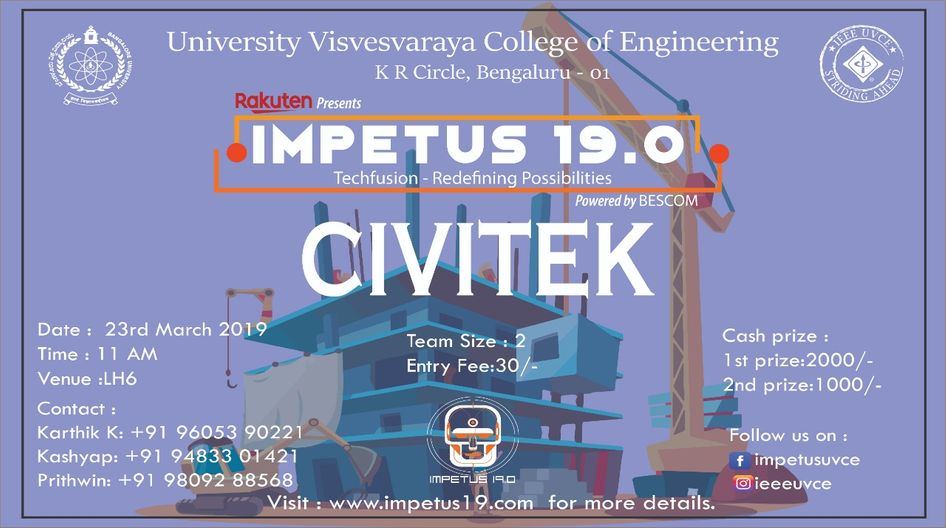 University Visvesvaraya College of Engineering
K R Circle, Bengaluru - 01
IEEE UVCE
STRIDING AHEAD
Rakuten Presents
IMPETUS 19.0
Techfusion - Redefining Possibilities
Powered by BESCOM
CIVITEK
Date : 23rd March 2019
Time : 11 AM
Venue :LH6
Contact :
Karthik K: +91 96053 90221
Kashyap: +91 94833 01421
Prithwin: +91 98092 88568
Team Size : 2
Entry Fee:30/-
IMPETUS 19.0
Cash prize :
1st prize:2000/-
2nd prize:1000/-
Follow us on :
impetusuvce
ieeeuvce
Visit : www.impetus19.com for more details.